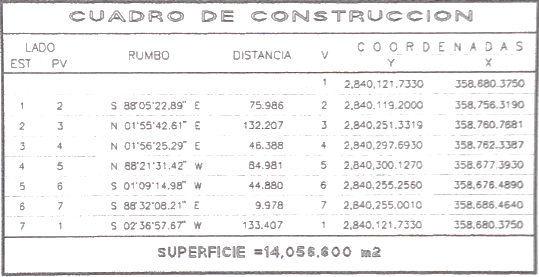 CUADRO DE CONSTRUCCION
LADO RUMBO DISTANCIA V COORDENADAS
EST PV Y X
1 2,840,121.7330 358,680.3750
1 2 S 88°05'22.89" E 75.986 2 2,840,119.2000 358,756.3190
2 3 N 01°55'42.61" E 132.207 3 2,840,251.3319 358,760.7681
3 4 N 01°56'25.29" E 46.388 4 2,840,297.6930 358,762.3387
4 5 N 88°21'31.42" W 84.981 5 2,840,300.1270 358,677.3930
5 6 S 01°09'14.98" W 44.880 6 2,840,255.2560 358,676.4890
6 7 S 88°32'08.21" E 9.978 7 2,840,255.0010 358,686.4640
7 1 S 02°36'57.67" W 133.407 1 2,840,121.7330 358,680.3750
SUPERFICIE =14,056.600 m2